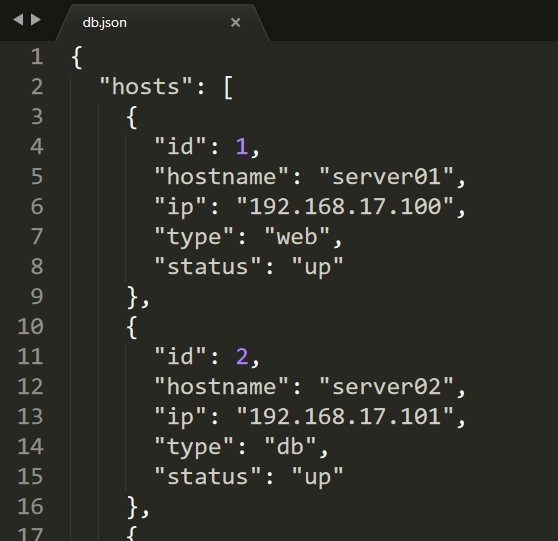 db.json
1 {
2 "hosts": [
3 {
4 "id": 1,
5 "hostname": "server01",
6 "ip": "192.168.17.100",
7 "type": "web",
8 "status": "up"
9 },
10 {
11 "id": 2,
12 "hostname": "server02",
13 "ip": "192.168.17.101",
14 "type": "db",
15 "status": "up"
16 },
17 {